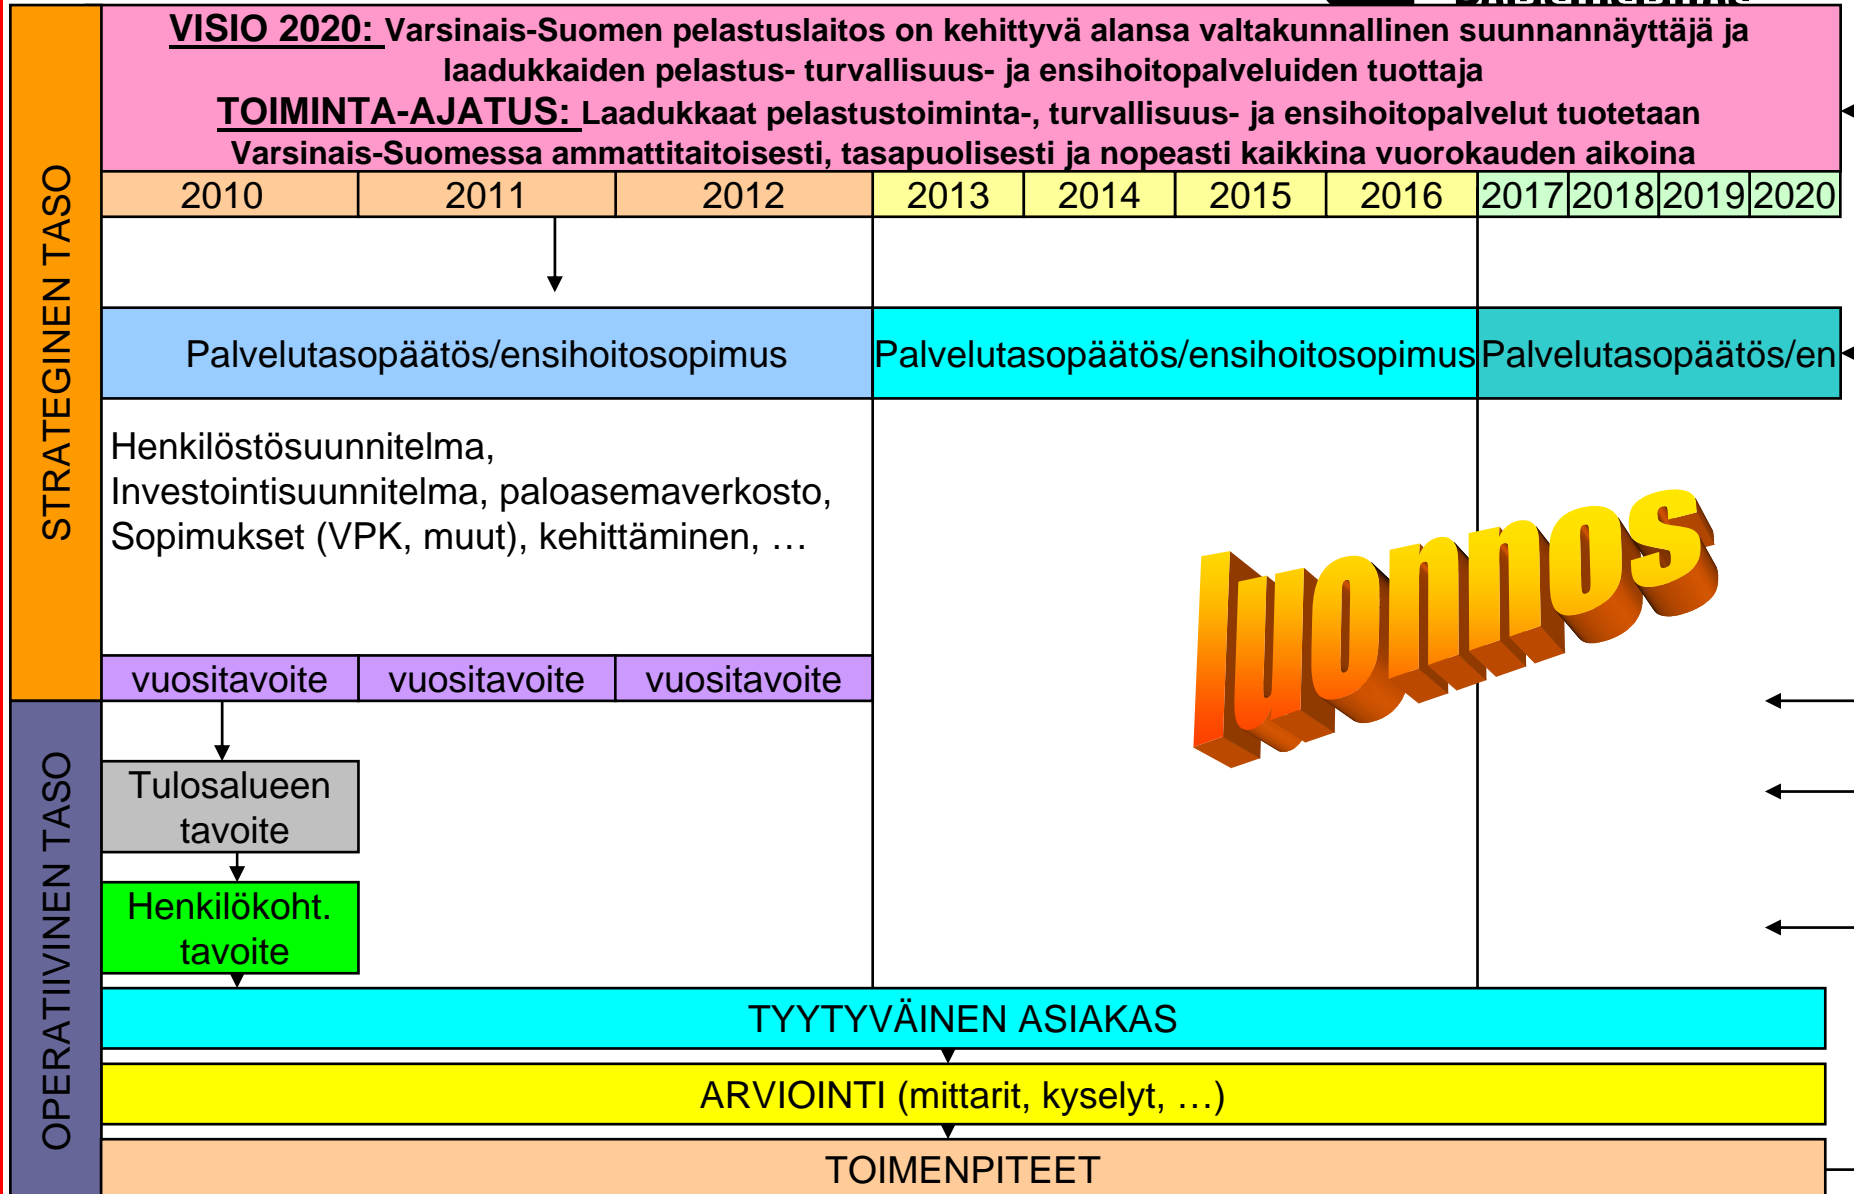 VISIO 2020: Varsinais-Suomen pelastuslaitos on kehittyvä alansa valtakunnallinen suunnannäyttäjä ja
laadukkaiden pelastus- turvallisuus- ja ensihoitopalveluiden tuottaja
TOIMINTA-AJATUS: Laadukkaat pelastustoiminta-, turvallisuus- ja ensihoitopalvelut tuotetaan
Varsinais-Suomessa ammattitaitoisesti, tasapuolisesti ja nopeasti kaikkina vuorokauden aikoina
STRATEGINEN TASO
2010 2011 2012 2013 2014 2015 2016 2017 2018 2019 2020
Palvelutasopäätös/ensihoitosopimus Palvelutasopäätös/ensihoitosopimus Palvelutasopäätös/en
Henkilöstösuunnitelma,
Investointisuunnitelma, paloasemaverkosto,
Sopimukset (VPK, muut), kehittäminen, …
luonnos
vuositavoite vuositavoite vuositavoite
OPERATIIVINEN TASO
Tulosalueen
tavoite
Henkilökoht.
tavoite
TYYTYVÄINEN ASIAKAS
ARVIOINTI (mittarit, kyselyt, …)
TOIMENPITEET